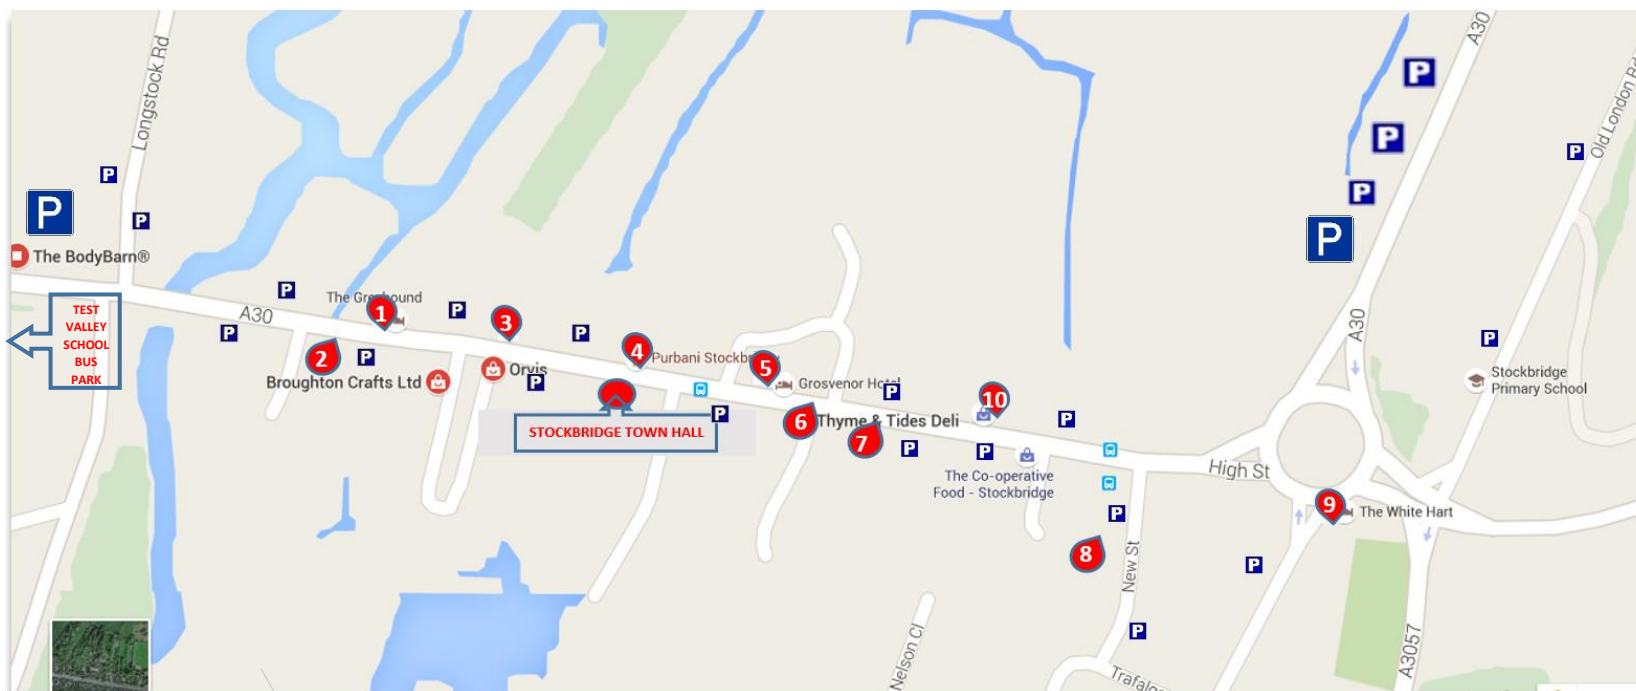 A30
Longstock Rd
P
P
P
P
Old London Rd
P
P
P
P
P
The BodyBarn®
TEST
VALLEY
SCHOOL
BUS
PARK
P
The Greyhound
1
P
A30
P
2
P
3
P
4
Purbani Stockbridge
5
Grosvenor Hotel
P
A30
P
Stockbridge
Primary School
Orvis
Broughton Crafts Ltd
P
STOCKBRIDGE TOWN HALL
P
6
Thyme & Tides Deli
7
10
P
P
P
The Co-operative
Food - Stockbridge
High St
9
The White Hart
P
8
New St
P
P
Nelson Cl
A3057